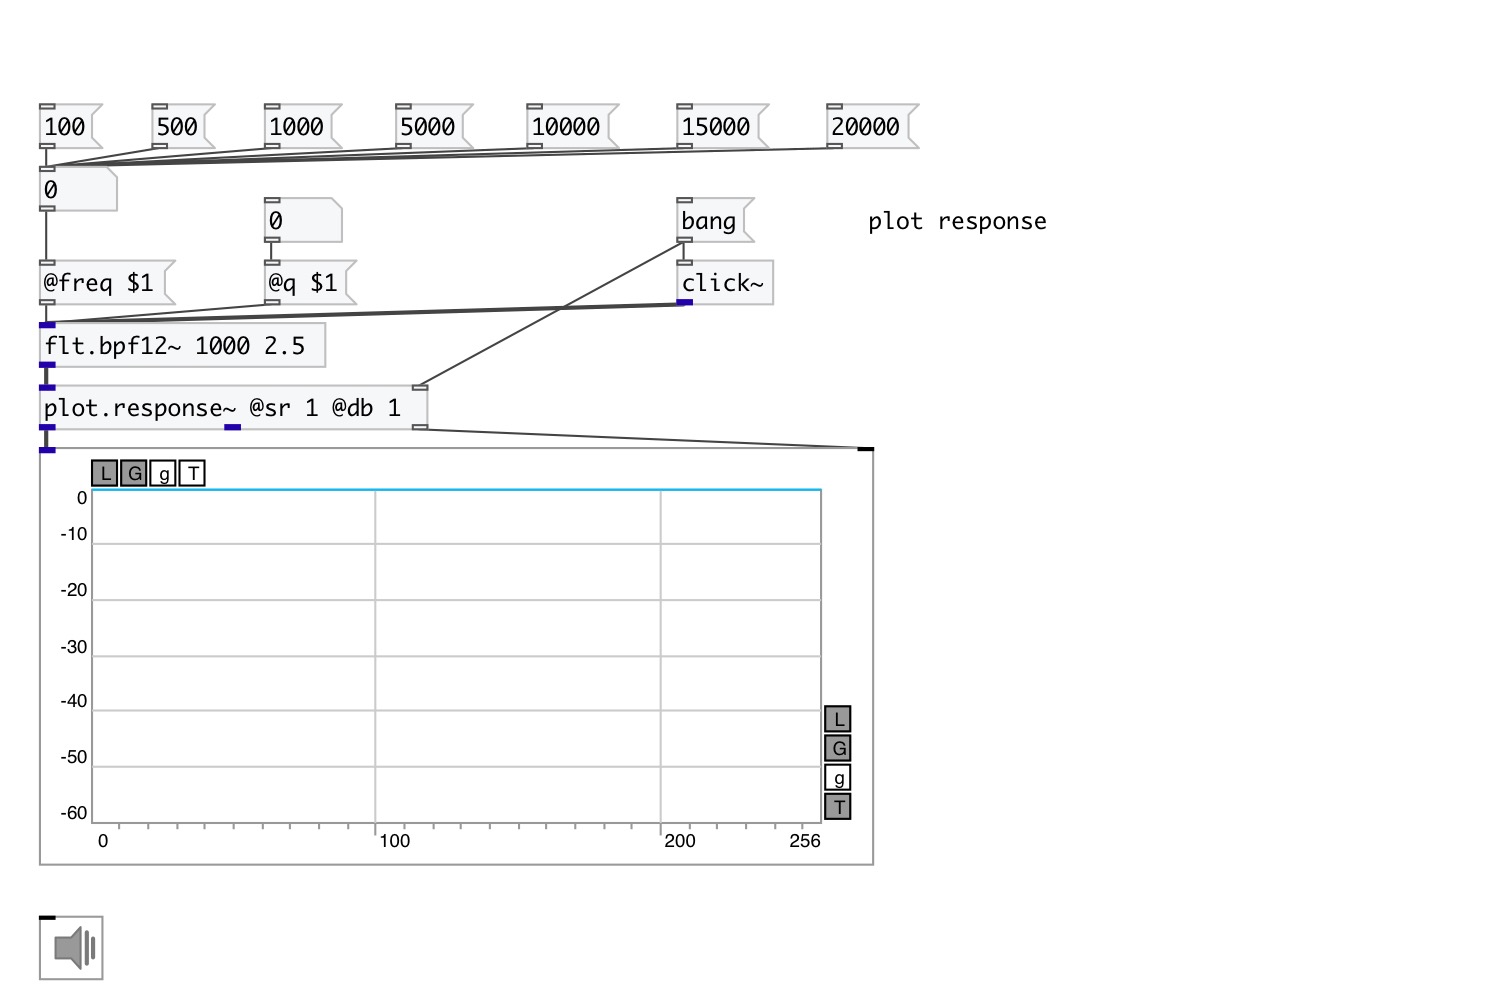 100 500 1000 5000 10000 15000 20000
0
0 bang plot response
@freq $1 @q $1 click~
flt.bpf12~ 1000 2.5
plot.response~ @sr 1 @db 1
L G g T
0
-10
-20
-30
-40
L
-50
G
g
-60
T
0 100 200 256